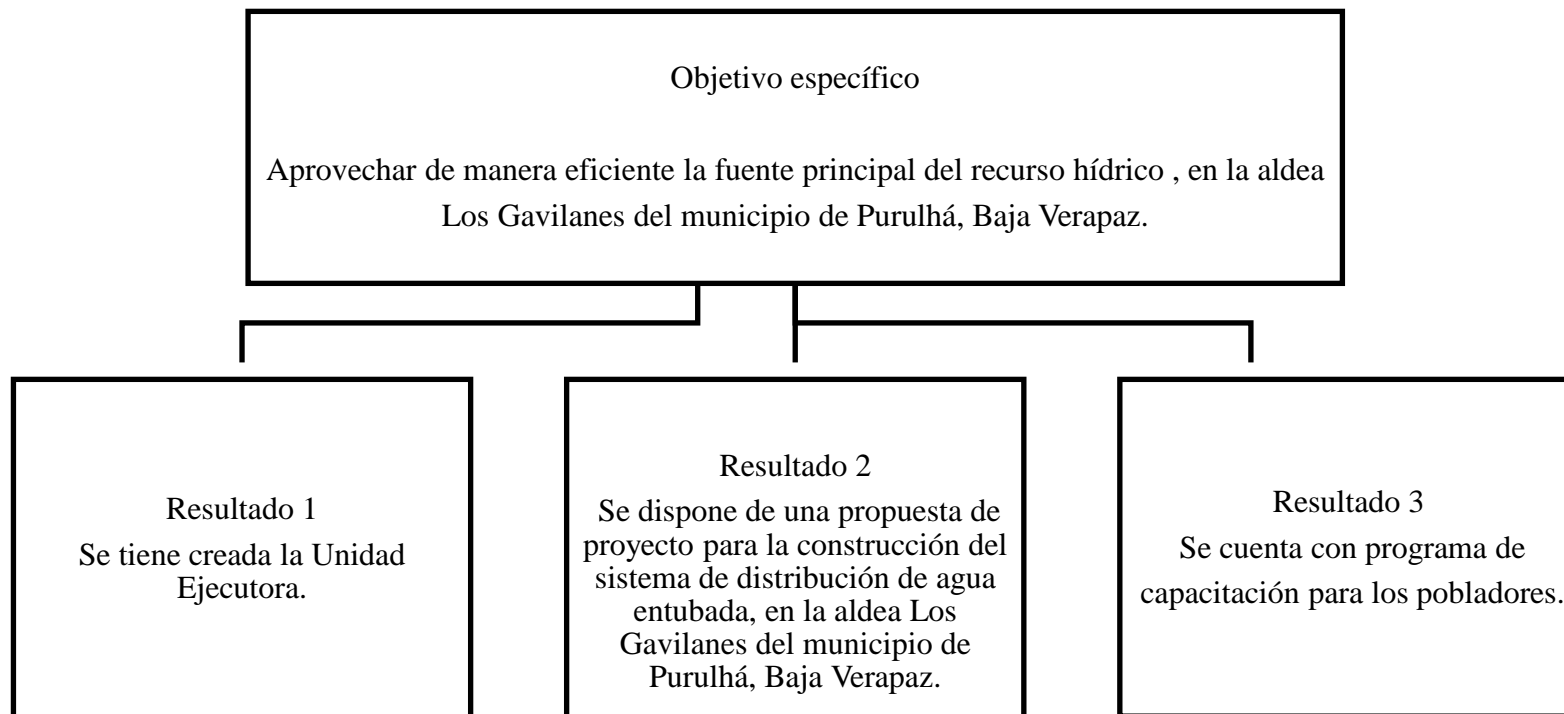 Objetivo específico
Aprovechar de manera eficiente la fuente principal del recurso hídrico , en la aldea
Los Gavilanes del municipio de Purulhá, Baja Verapaz.
Resultado 1
Se tiene creada la Unidad
Ejecutora.
Resultado 2
Se dispone de una propuesta de
proyecto para la construcción del
sistema de distribución de agua
entubada, en la aldea Los
Gavilanes del municipio de
Purulhá, Baja Verapaz.
Resultado 3
Se cuenta con programa de
capacitación para los pobladores.